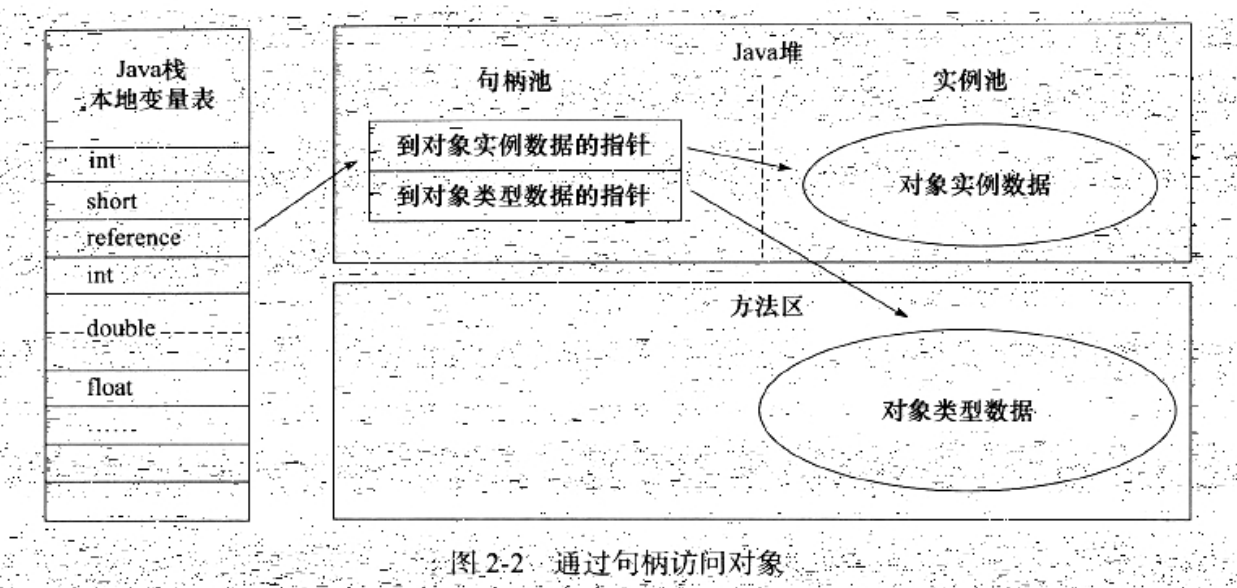 Java栈
本地变量表
int
short
reference
int
double
float
……
Java堆
句柄池
实例池
到对象实例数据的指针
到对象类型数据的指针
对象实例数据
方法区
对象类型数据
图2-2 通过句柄访问对象